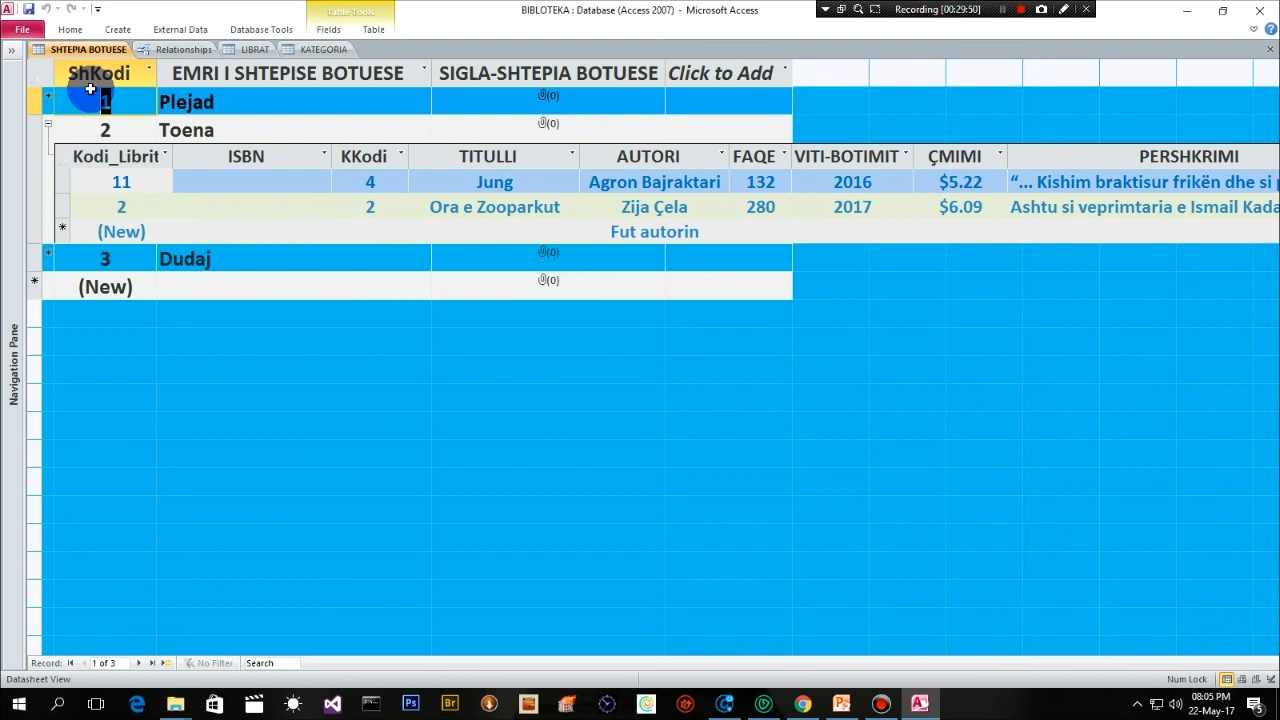 BIBLOTEKA : Database (Access 2007) - Microsoft Access
Table Tools
Recording [00:29:50]
File Home Create External Data Database Tools Fields Table
SHTEPIA BOTUESE Relationships LIBRAT KATEGORIA
ShKodi EMRI I SHTEPISE BOTUESE SIGLA-SHTEPIA BOTUESE Click to Add
1 Plejad (0)
2 Toena (0)
Kodi_Librit ISBN KKodi TITULLI AUTORI FAQE VITI-BOTIMIT ÇMIMI PERSHKRIMI
11 4 Jung Agron Bajraktari 132 2016 $5.22 “... Kishim braktisur frikën dhe si
2 2 Ora e Zooparkut Zija Çela 280 2017 $6.09 Ashtu si veprimtaria e Ismail Kada
(New) Fut autorin
3 Dudaj (0)
(New) (0)
Navigation Pane
Record: 1 of 3 No Filter Search
Datasheet View Num Lock
08:05 PM
22-May-17